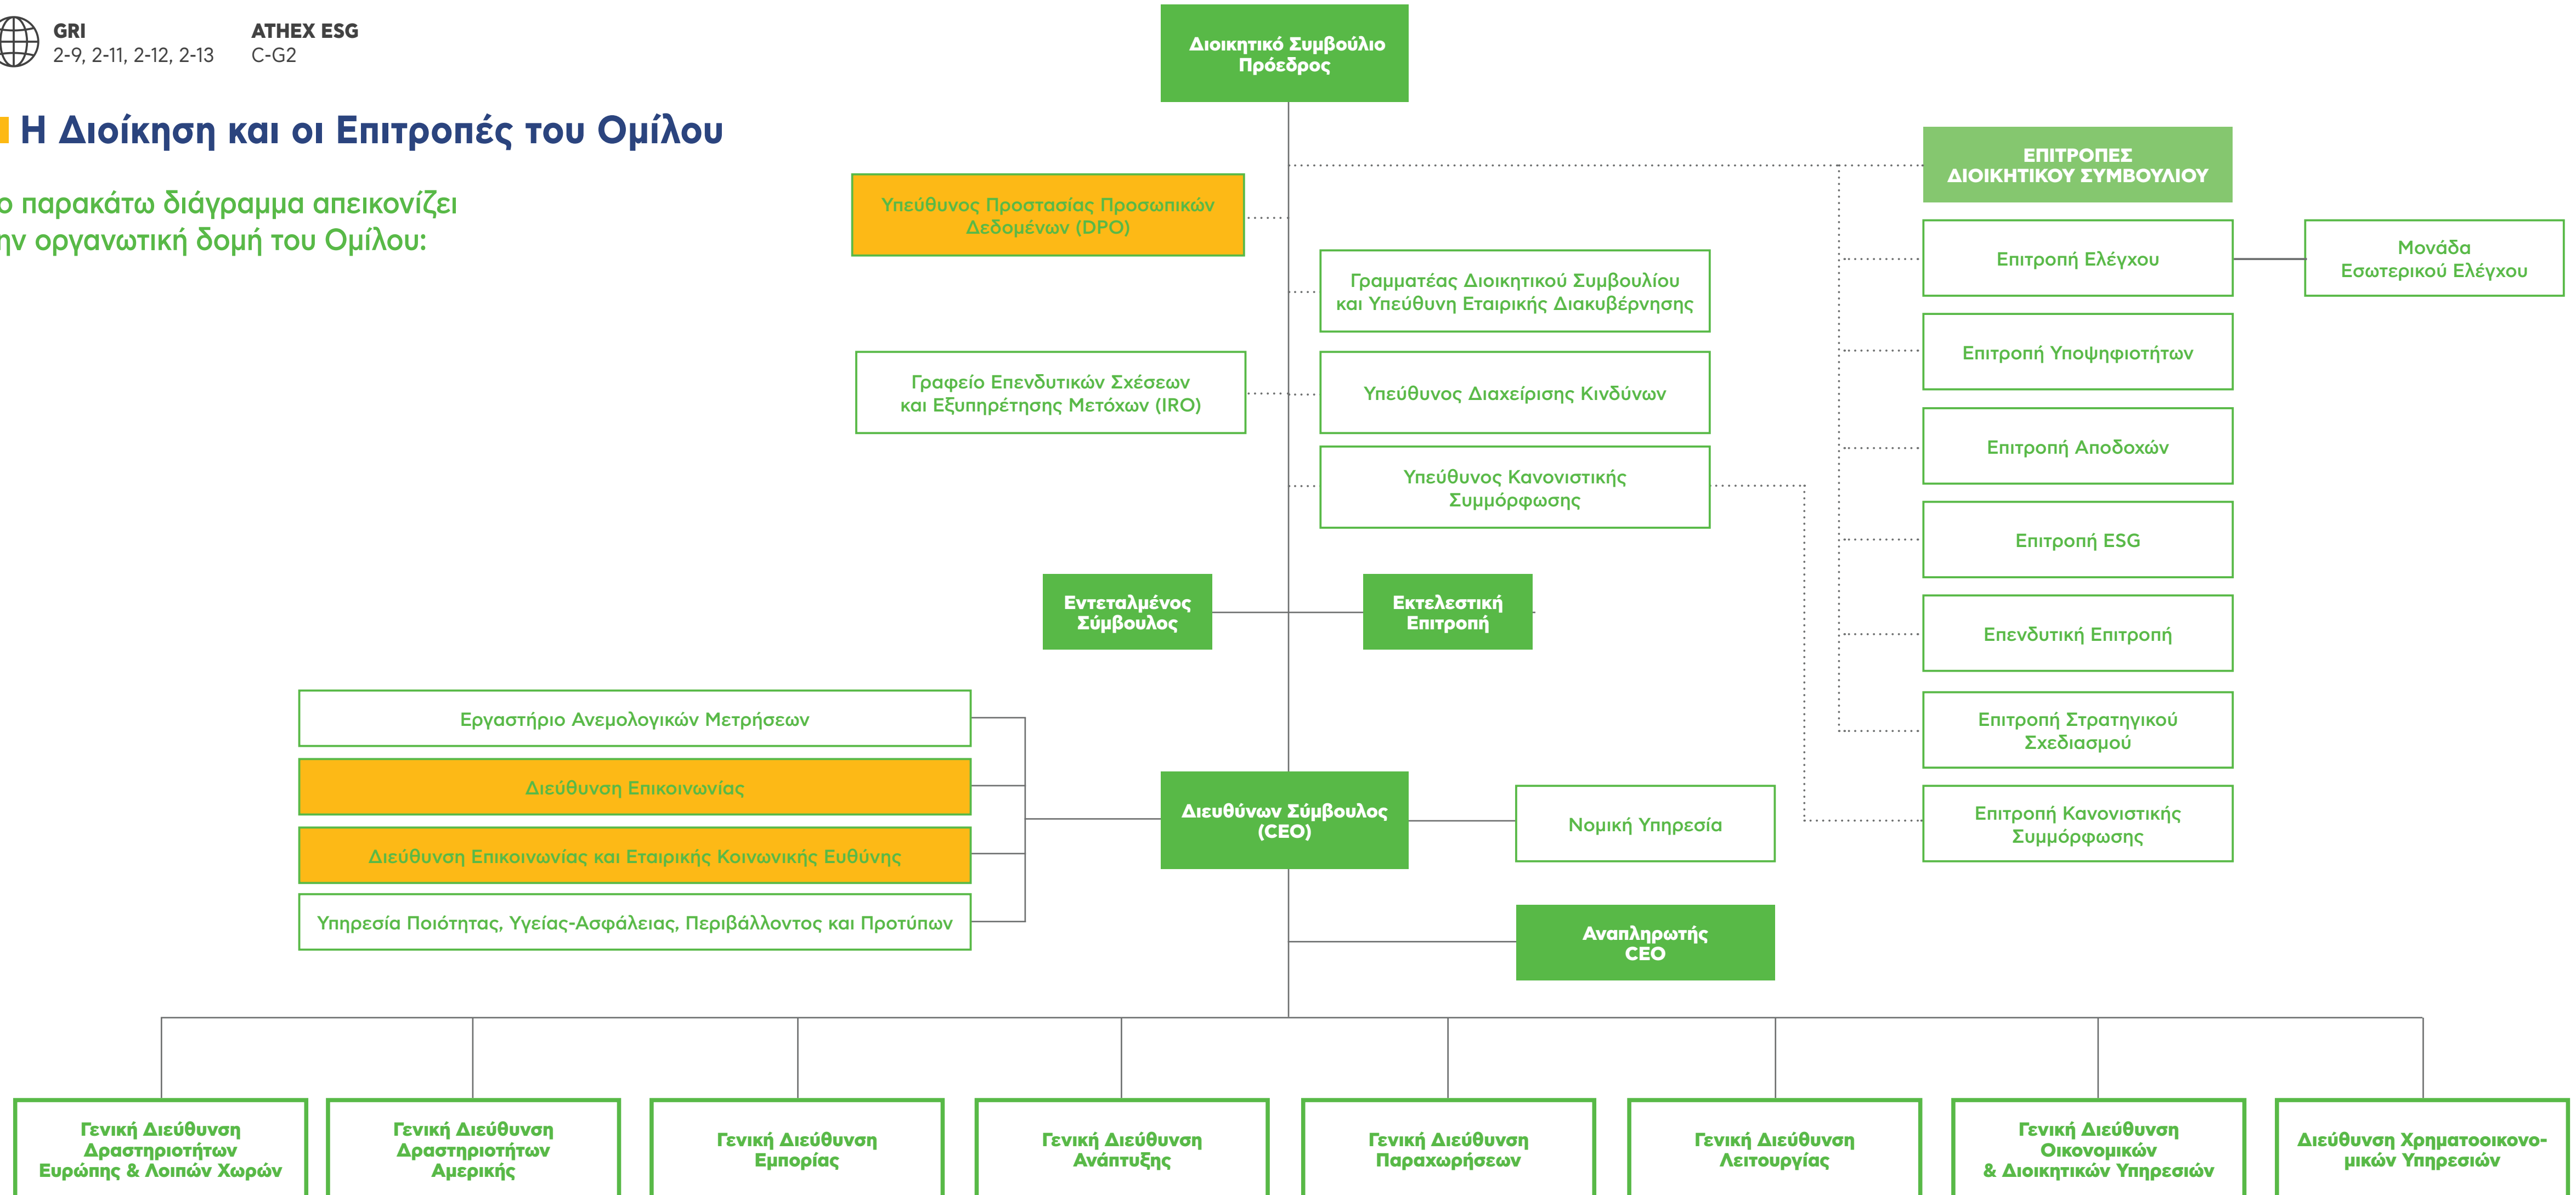 GRI
2-9, 2-11, 2-12, 2-13
ATHEX ESG
C-G2
Η Διοίκηση και οι Επιτροπές του Ομίλου
ο παρακάτω διάγραμμα απεικονίζει
ην οργανωτική δομή του Ομίλου:
Διοικητικό Συμβούλιο
Πρόεδρος
ΕΠΙΤΡΟΠΕΣ
ΔΙΟΙΚΗΤΙΚΟΥ ΣΥΜΒΟΥΛΙΟΥ
Υπεύθυνος Προστασίας Προσωπικών
Δεδομένων (DPO)
Γραμματέας Διοικητικού Συμβουλίου
και Υπεύθυνη Εταιρικής Διακυβέρνησης
Επιτροπή Ελέγχου
Μονάδα
Εσωτερικού Ελέγχου
Επιτροπή Υποψηφιοτήτων
Γραφείο Επενδυτικών Σχέσεων
και Εξυπηρέτησης Μετόχων (IRO)
Υπεύθυνος Διαχείρισης Κινδύνων
Επιτροπή Αποδοχών
Υπεύθυνος Κανονιστικής
Συμμόρφωσης
Επιτροπή ESG
Εντεταλμένος
Σύμβουλος
Εκτελεστική
Επιτροπή
Επενδυτική Επιτροπή
Επιτροπή Στρατηγικού
Σχεδιασμού
Εργαστήριο Ανεμολογικών Μετρήσεων
Διεύθυνση Επικοινωνίας
Διεύθυνση Επικοινωνίας και Εταιρικής Κοινωνικής Ευθύνης
Υπηρεσία Ποιότητας, Υγείας-Ασφάλειας, Περιβάλλοντος και Προτύπων
Διευθύνων Σύμβουλος
(CEO)
Νομική Υπηρεσία
Επιτροπή Κανονιστικής
Συμμόρφωσης
Αναπληρωτής
CEO
Γενική Διεύθυνση
Δραστηριοτήτων
Ευρώπης & Λοιπών Χωρών
Γενική Διεύθυνση
Δραστηριοτήτων
Αμερικής
Γενική Διεύθυνση
Εμπορίας
Γενική Διεύθυνση
Ανάπτυξης
Γενική Διεύθυνση
Παραχωρήσεων
Γενική Διεύθυνση
Λειτουργίας
Γενική Διεύθυνση
Οικονομικών
& Διοικητικών Υπηρεσιών
Διεύθυνση Χρηματοοικονο-
μικών Υπηρεσιών